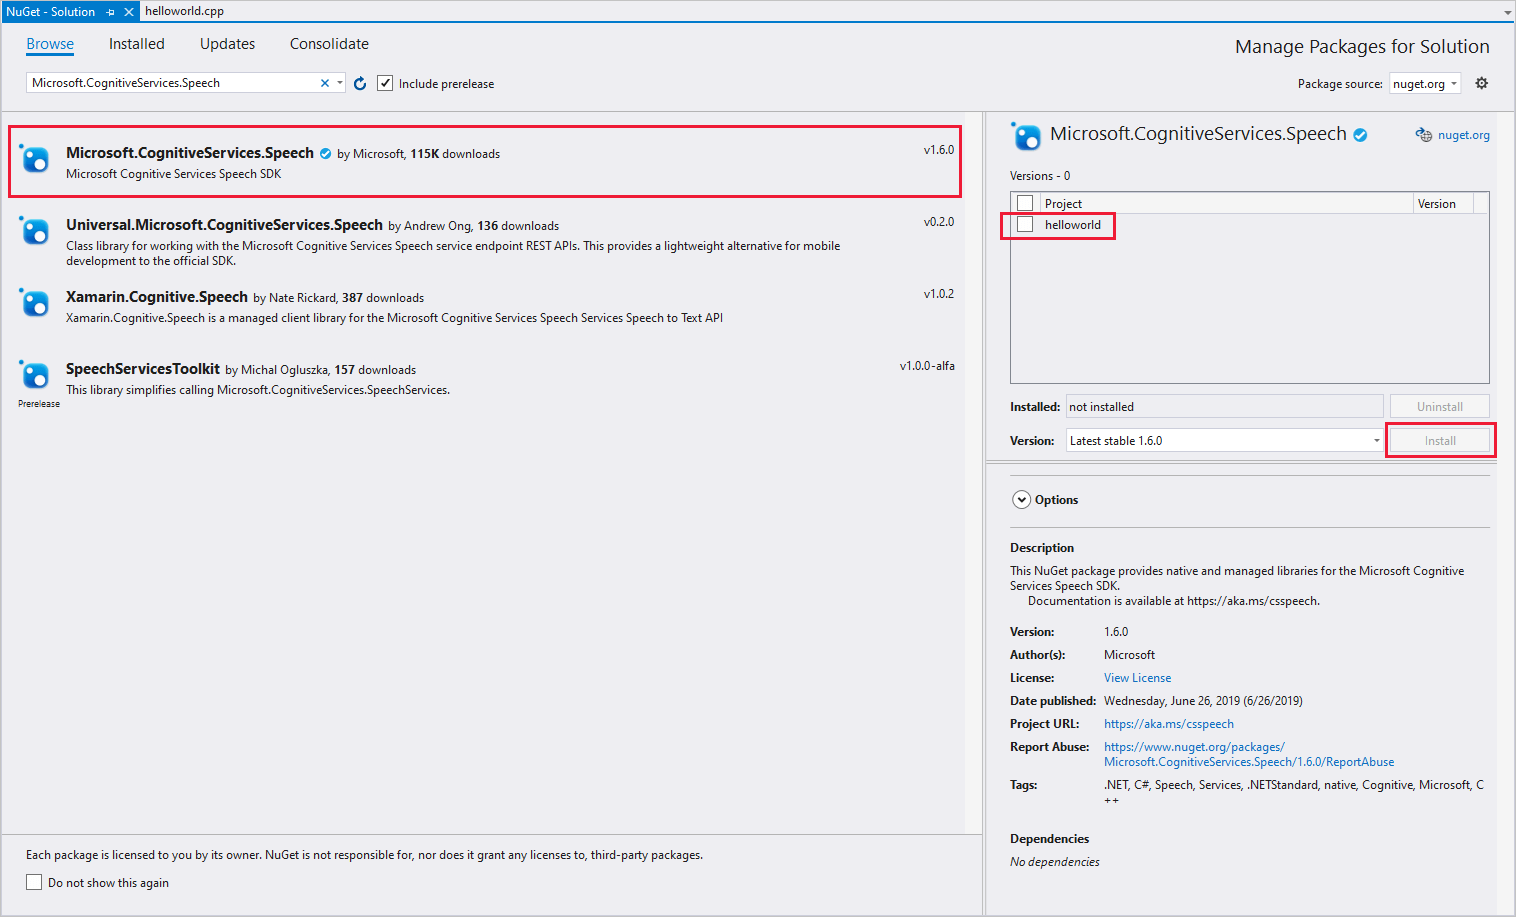 NuGet - Solution
helloworld.cpp
Browse
Installed
Updates
Consolidate
Manage Packages for Solution
Microsoft.CognitiveServices.Speech
Include prerelease
Package source: nuget.org
Microsoft.CognitiveServices.Speech by Microsoft, 115K downloads
v1.6.0
Microsoft Cognitive Services Speech SDK
Universal.Microsoft.CognitiveServices.Speech by Andrew Ong, 136 downloads
v0.2.0
Class library for working with the Microsoft Cognitive Services Speech service endpoint REST APIs. This provides a lightweight alternative for mobile
development to the official SDK.
Xamarin.Cognitive.Speech by Nate Rickard, 387 downloads
v1.0.2
Xamarin.Cognitive.Speech is a managed client library for the Microsoft Cognitive Services Speech Services Speech to Text API
SpeechServicesToolkit by Michal Ogluszka, 157 downloads
v1.0.0-alfa
This library simplifies calling Microsoft.CognitiveServices.SpeechServices.
Prerelease
Each package is licensed to you by its owner. NuGet is not responsible for, nor does it grant any licenses to, third-party packages.
Do not show this again
Microsoft.CognitiveServices.Speech
nuget.org
Versions - 0
Project
Version
helloworld
Installed: not installed
Uninstall
Version: Latest stable 1.6.0
Install
Options
Description
This NuGet package provides native and managed libraries for the Microsoft Cognitive
Services Speech SDK.
Documentation is available at https://aka.ms/csspeech.
Version: 1.6.0
Author(s): Microsoft
License: View License
Date published: Wednesday, June 26, 2019 (6/26/2019)
Project URL: https://aka.ms/csspeech
Report Abuse: https://www.nuget.org/packages/
Microsoft.CognitiveServices.Speech/1.6.0/ReportAbuse
Tags: .NET, C#, Speech, Services, .NETStandard, native, Cognitive, Microsoft, C
++
Dependencies
No dependencies